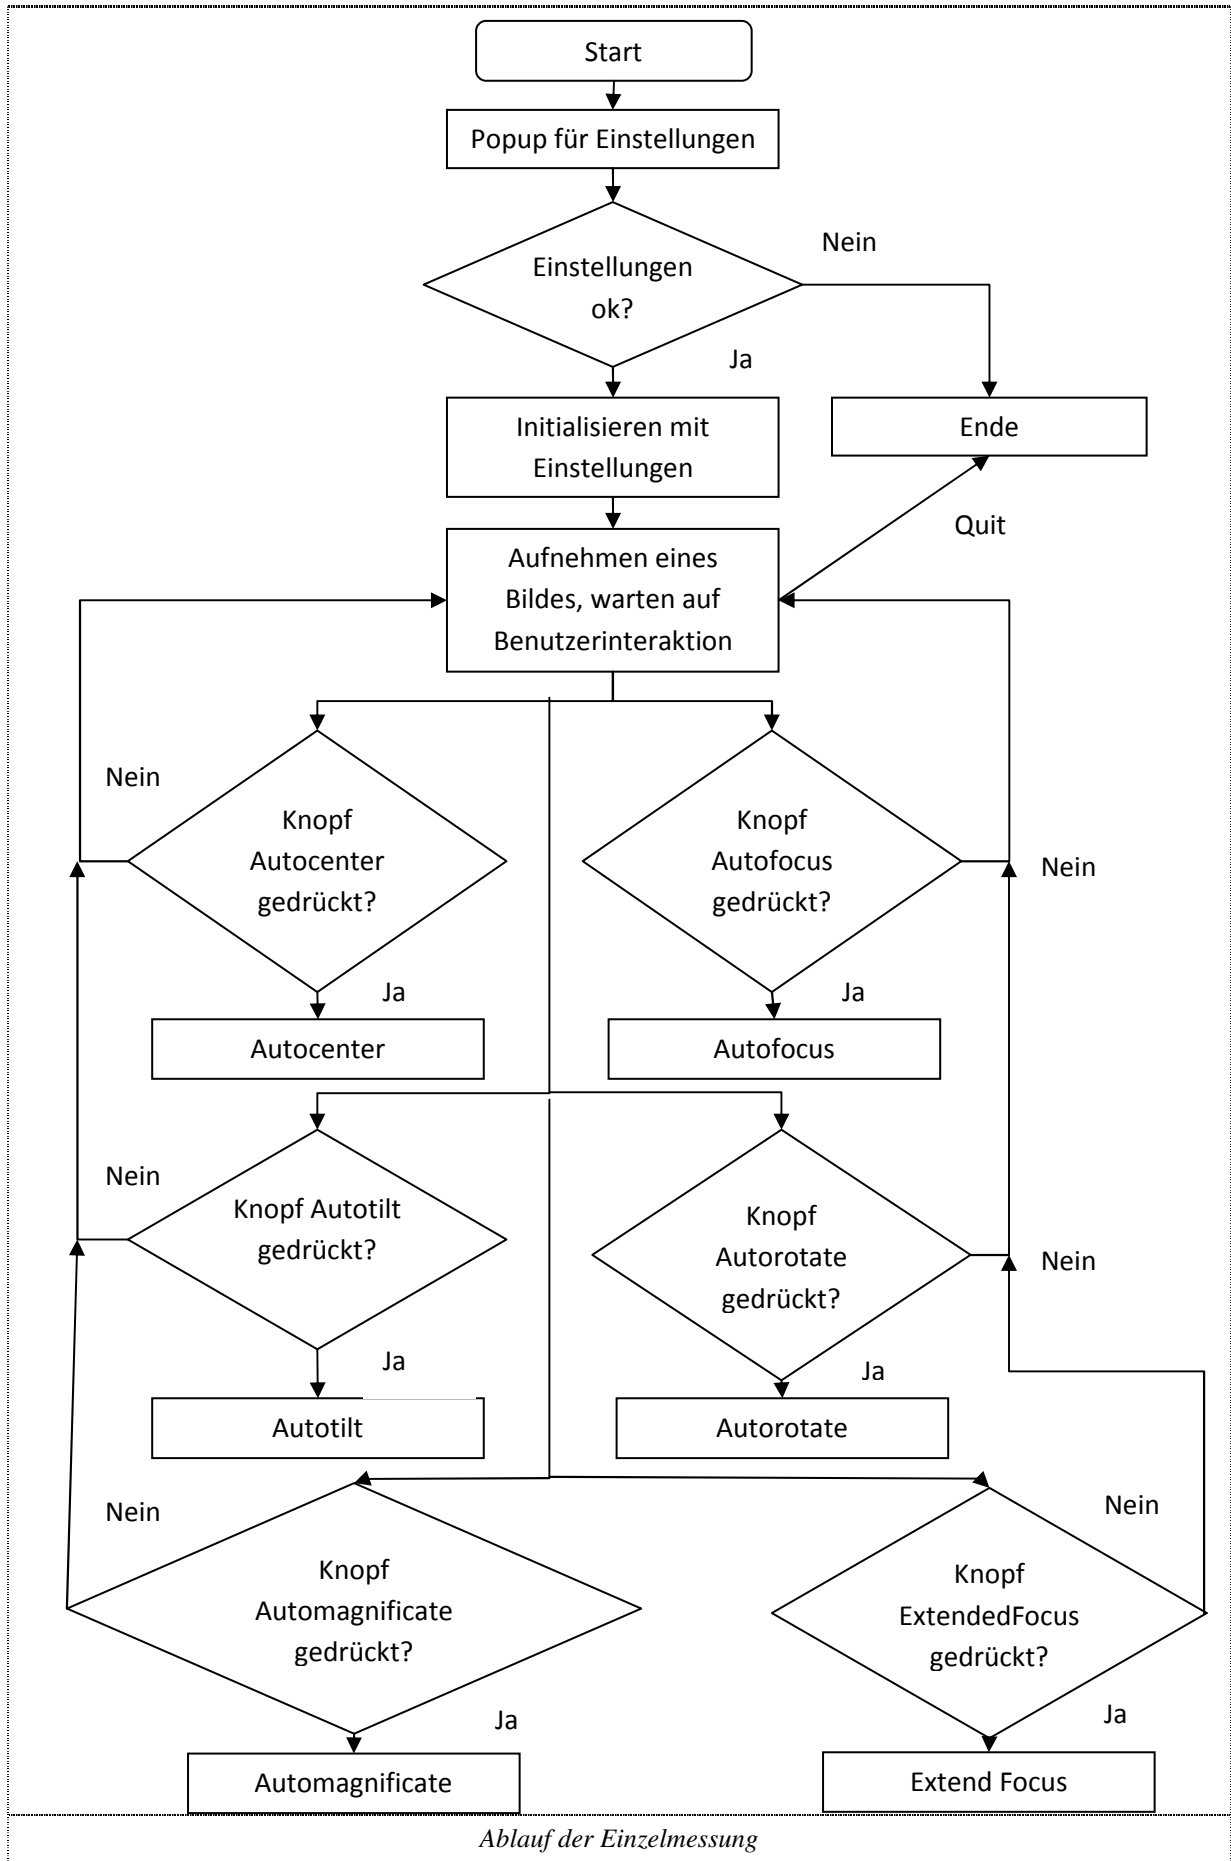 Start
Popup für Einstellungen
Nein
Einstellungen
ok?
Ja
Initialisieren mit
Einstellungen
Ende
Quit
Aufnehmen eines
Bildes, warten auf
Benutzerinteraktion
Nein
Knopf
Autocenter
gedrückt?
Knopf
Autofocus
gedrückt?
Nein
Ja
Ja
Autocenter
Autofocus
Nein
Knopf Autotilt
gedrückt?
Knopf
Autorotate
gedrückt?
Nein
Ja
Ja
Autotilt
Autorotate
Nein
Nein
Knopf
Automagnificate
gedrückt?
Knopf
ExtendedFocus
gedrückt?
Ja
Ja
Automagnificate
Extend Focus
Ablauf der Einzelmessung